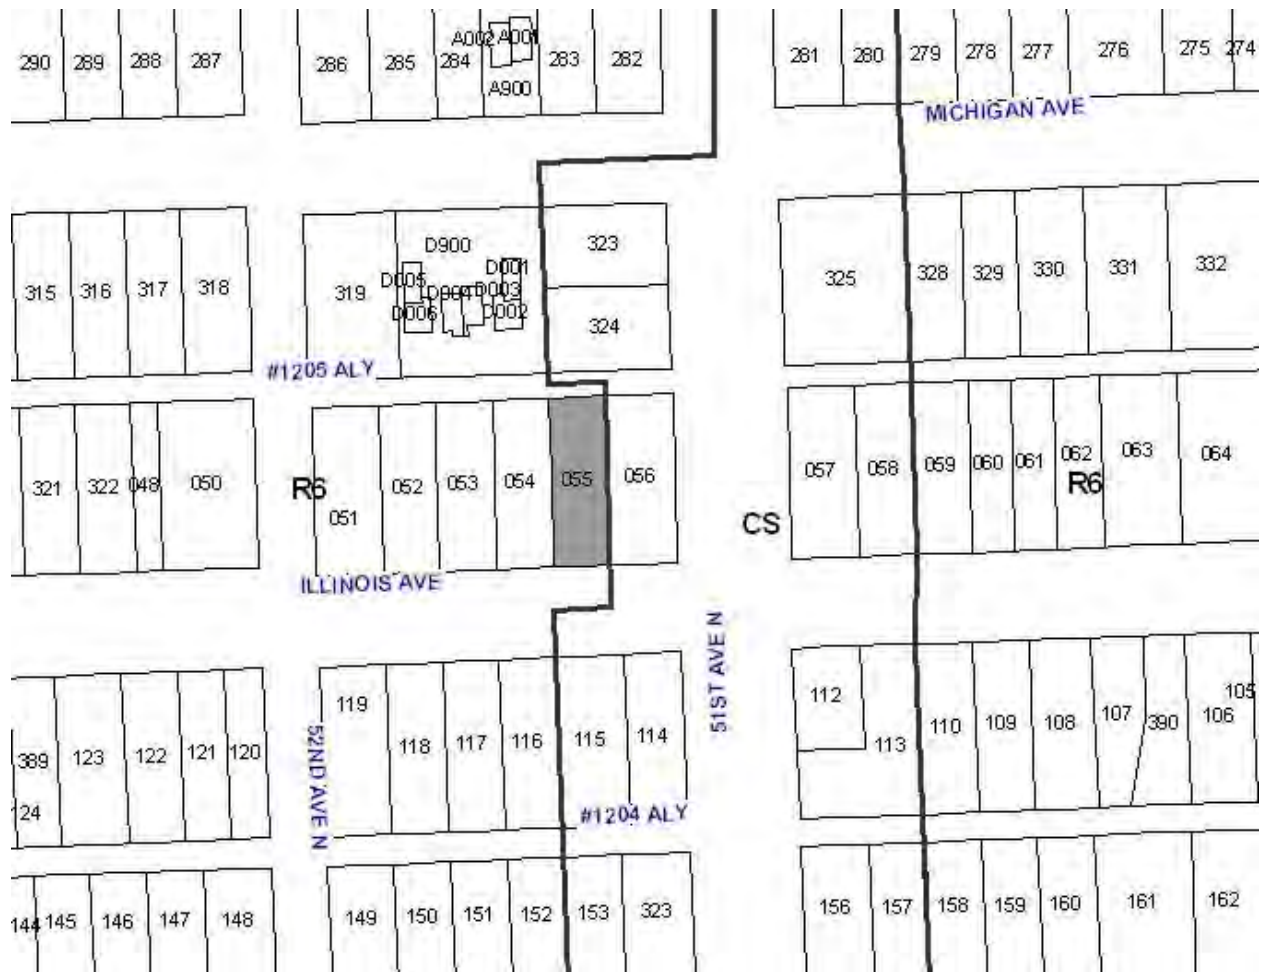 A002 A001
290 289 288 287 286 285 284 283 282 281 280 279 278 277 276 275 274
A900
MICHIGAN AVE
D900 323
D005 D001
315 316 317 318 319 D004 D003 325 328 329 330 331 332
D006 D002 324
#1205 ALY
321 322 048 050 R6 052 053 054 055 056 057 058 059 060 061 062 063 064
R6
051 CS
ILLINOIS AVE
51ST AVE N
119 112 105
389 123 122 121 120 118 117 116 115 114 113 110 109 108 107 390 106
52ND AVE N
24 #1204 ALY
144 145 146 147 148 149 150 151 152 153 323 156 157 158 159 160 161 162